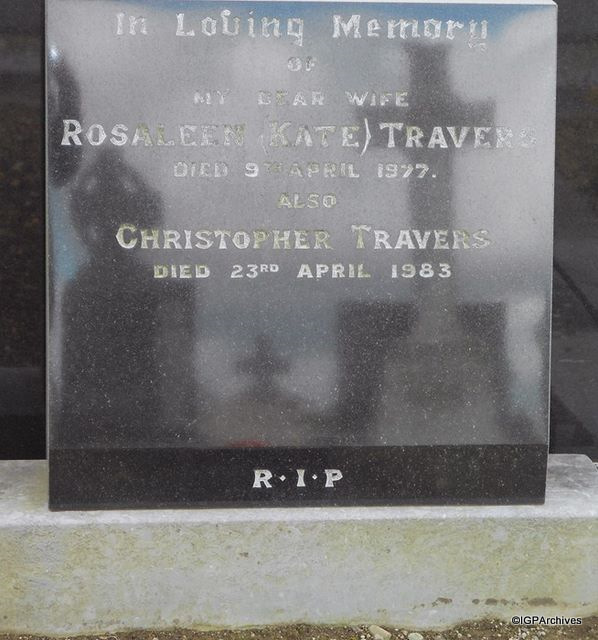 In Loving Memory
OF
MY DEAR WIFE
ROSALEEN (KATE) TRAVERS
DIED 9TH APRIL 1977.
ALSO
CHRISTOPHER TRAVERS
DIED 23RD APRIL 1983
R·I·P
©IGPArchives